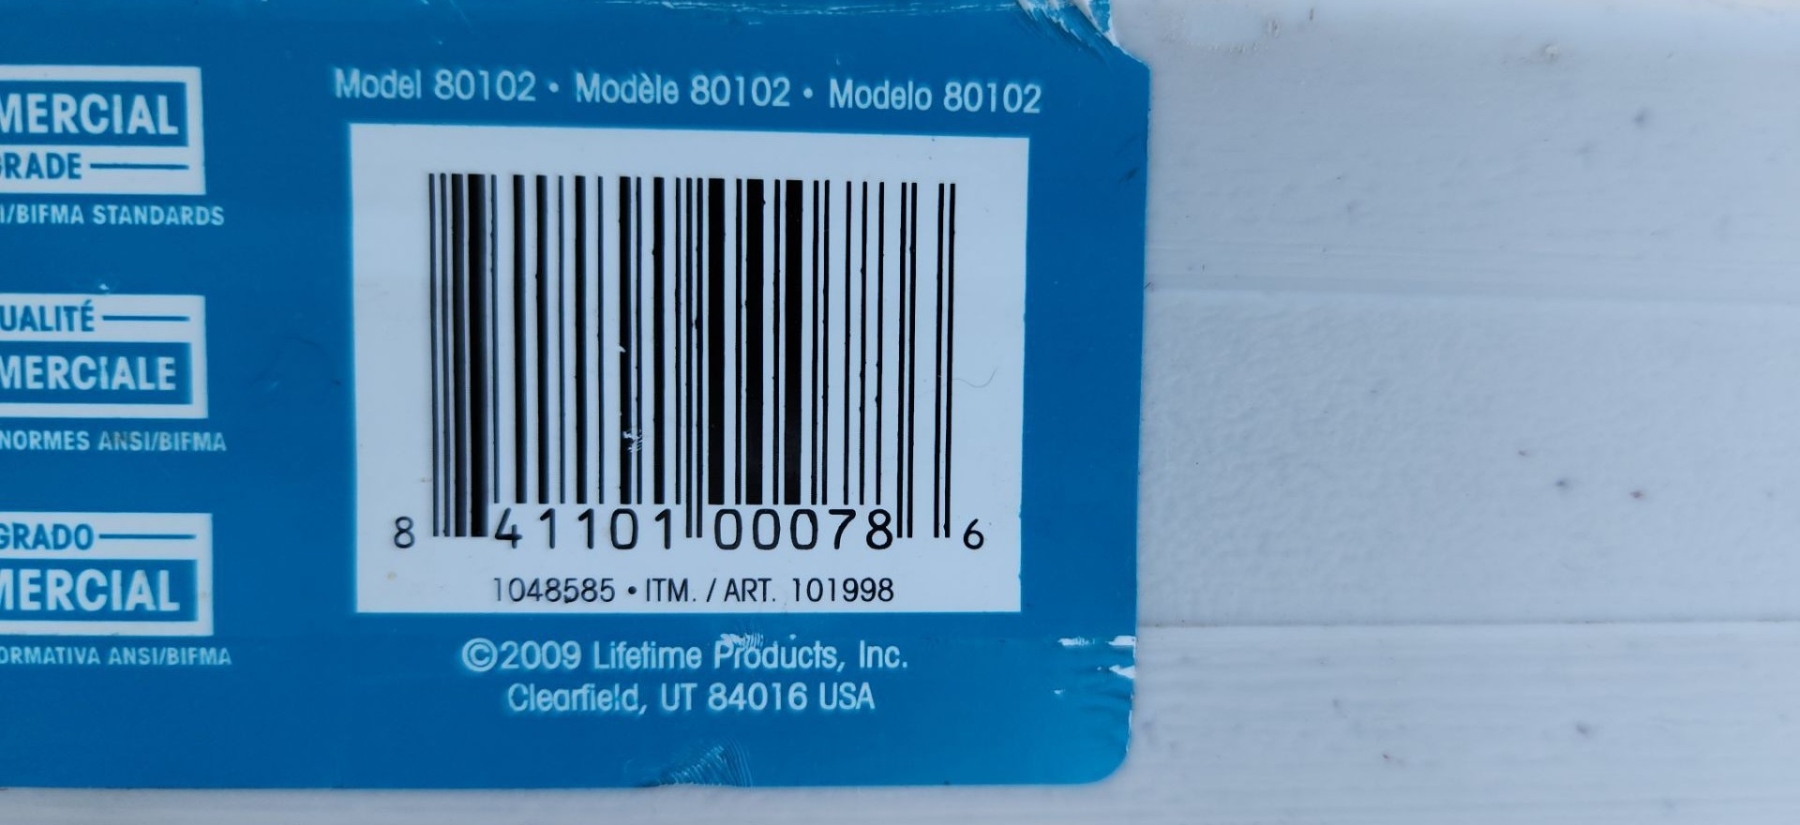 MERCIAL
GRADE
I/BIFMA STANDARDS
UALITÉ
MERCIALE
NORMES ANSI/BIFMA
GRADO
MERCIAL
ORMATIVA ANSI/BIFMA
Model 80102 • Modèle 80102 • Modelo 80102
8 41101 00078 6
1048585 • ITM. / ART. 101998
©2009 Lifetime Products, Inc.
Clearfield, UT 84016 USA